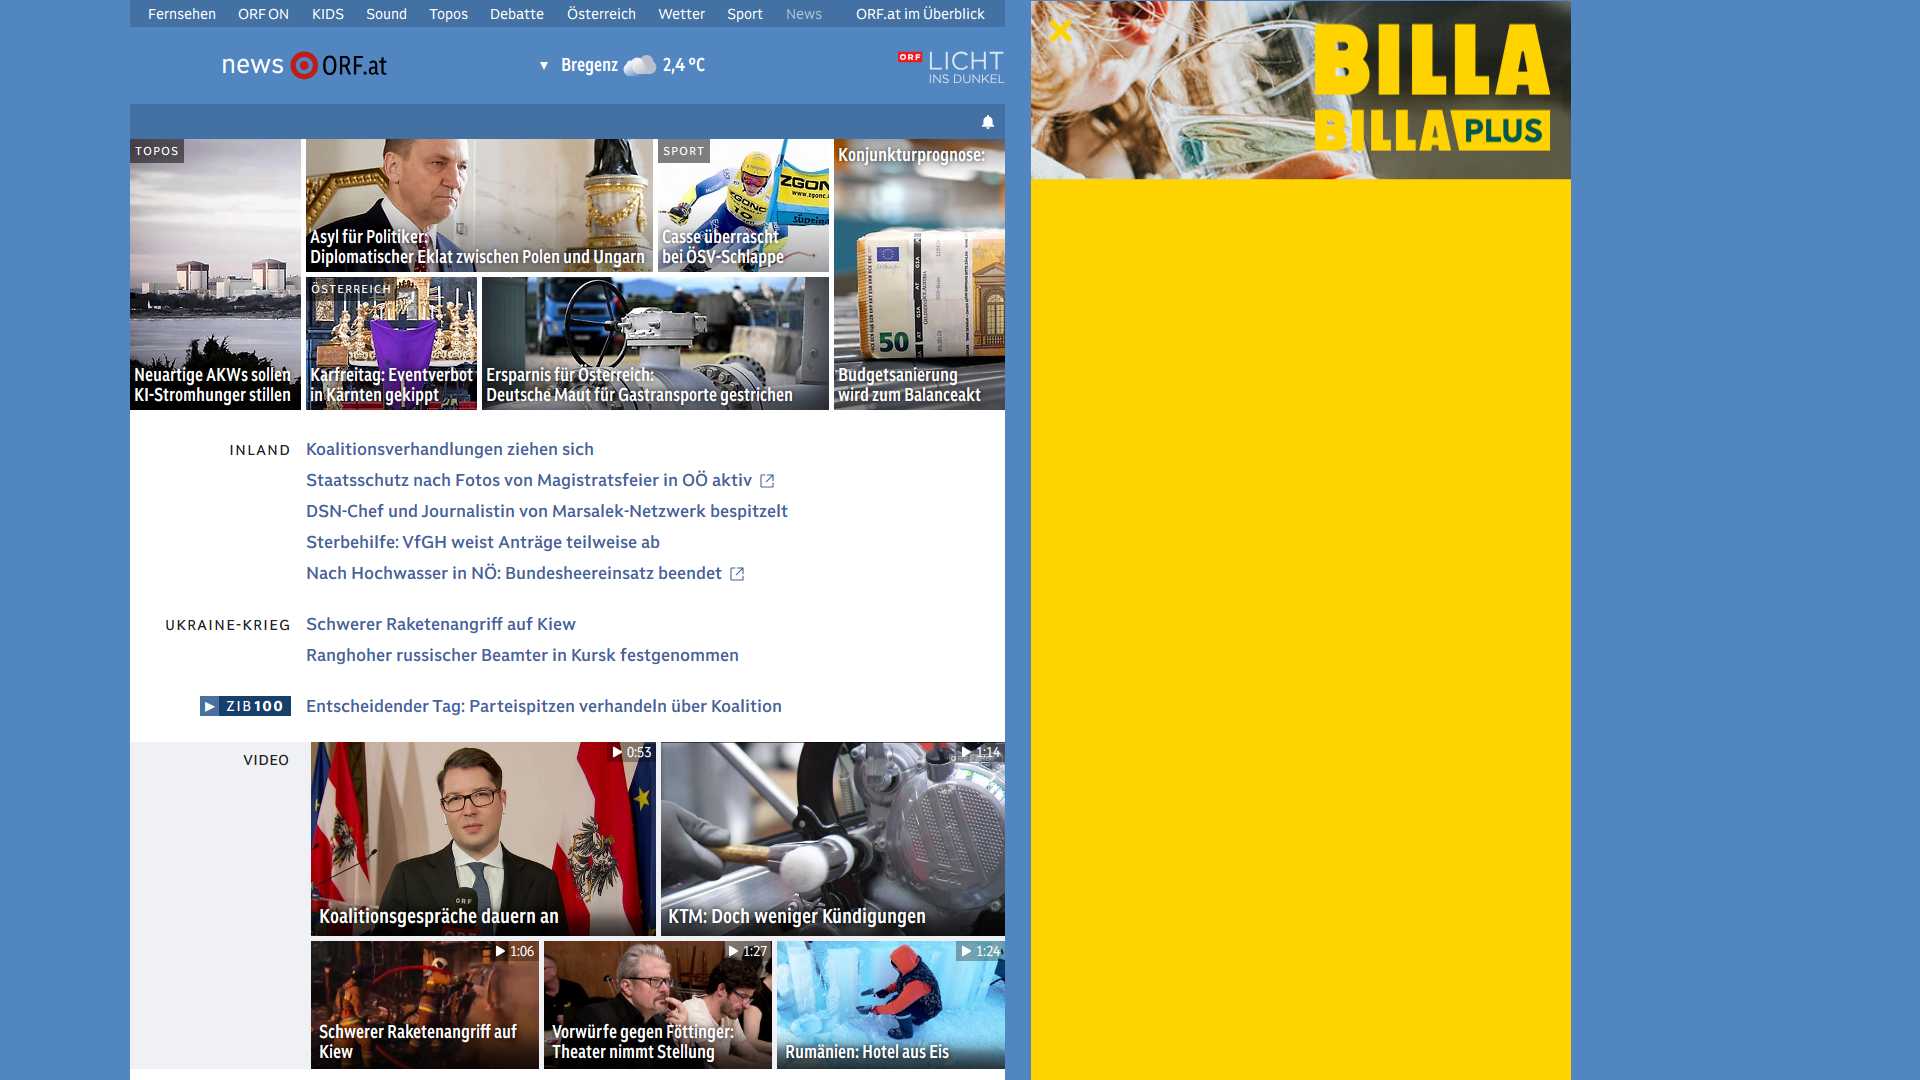 Fernsehen ORF ON KIDS Sound Topos Debatte Österreich Wetter Sport News ORF.at im Überblick
news ORF.at
Bregenz 2,4 °C
ORF LICHT
INS DUNKEL
BILLA
BILLA PLUS
TOPOS
Neuartige AKWs sollen
KI-Stromhunger stillen
Asyl für Politiker:
Diplomatischer Eklat zwischen Polen und Ungarn
SPORT
Casse überrascht
bei ÖSV-Schlappe
Konjunkturprognose:
Budgetsanierung
wird zum Balanceakt
ÖSTERREICH
Karfreitag: Eventverbot
in Kärnten gekippt
Ersparnis für Österreich:
Deutsche Maut für Gastransporte gestrichen
ZGONC
www.zgonc.
ZGONC
10
50
INLAND
Koalitionsverhandlungen ziehen sich
Staatsschutz nach Fotos von Magistratsfeier in OÖ aktiv
DSN-Chef und Journalistin von Marsalek-Netzwerk bespitzelt
Sterbehilfe: VfGH weist Anträge teilweise ab
Nach Hochwasser in NÖ: Bundesheereinsatz beendet
UKRAINE-KRIEG
Schwerer Raketenangriff auf Kiew
Ranghoher russischer Beamter in Kursk festgenommen
ZIB100
Entscheidender Tag: Parteispitzen verhandeln über Koalition
VIDEO
0:53
ORF
Koalitionsgespräche dauern an
1:14
KTM: Doch weniger Kündigungen
1:06
Schwerer Raketenangriff auf
Kiew
1:27
Vorwürfe gegen Föttinger:
Theater nimmt Stellung
1:24
Rumänien: Hotel aus Eis